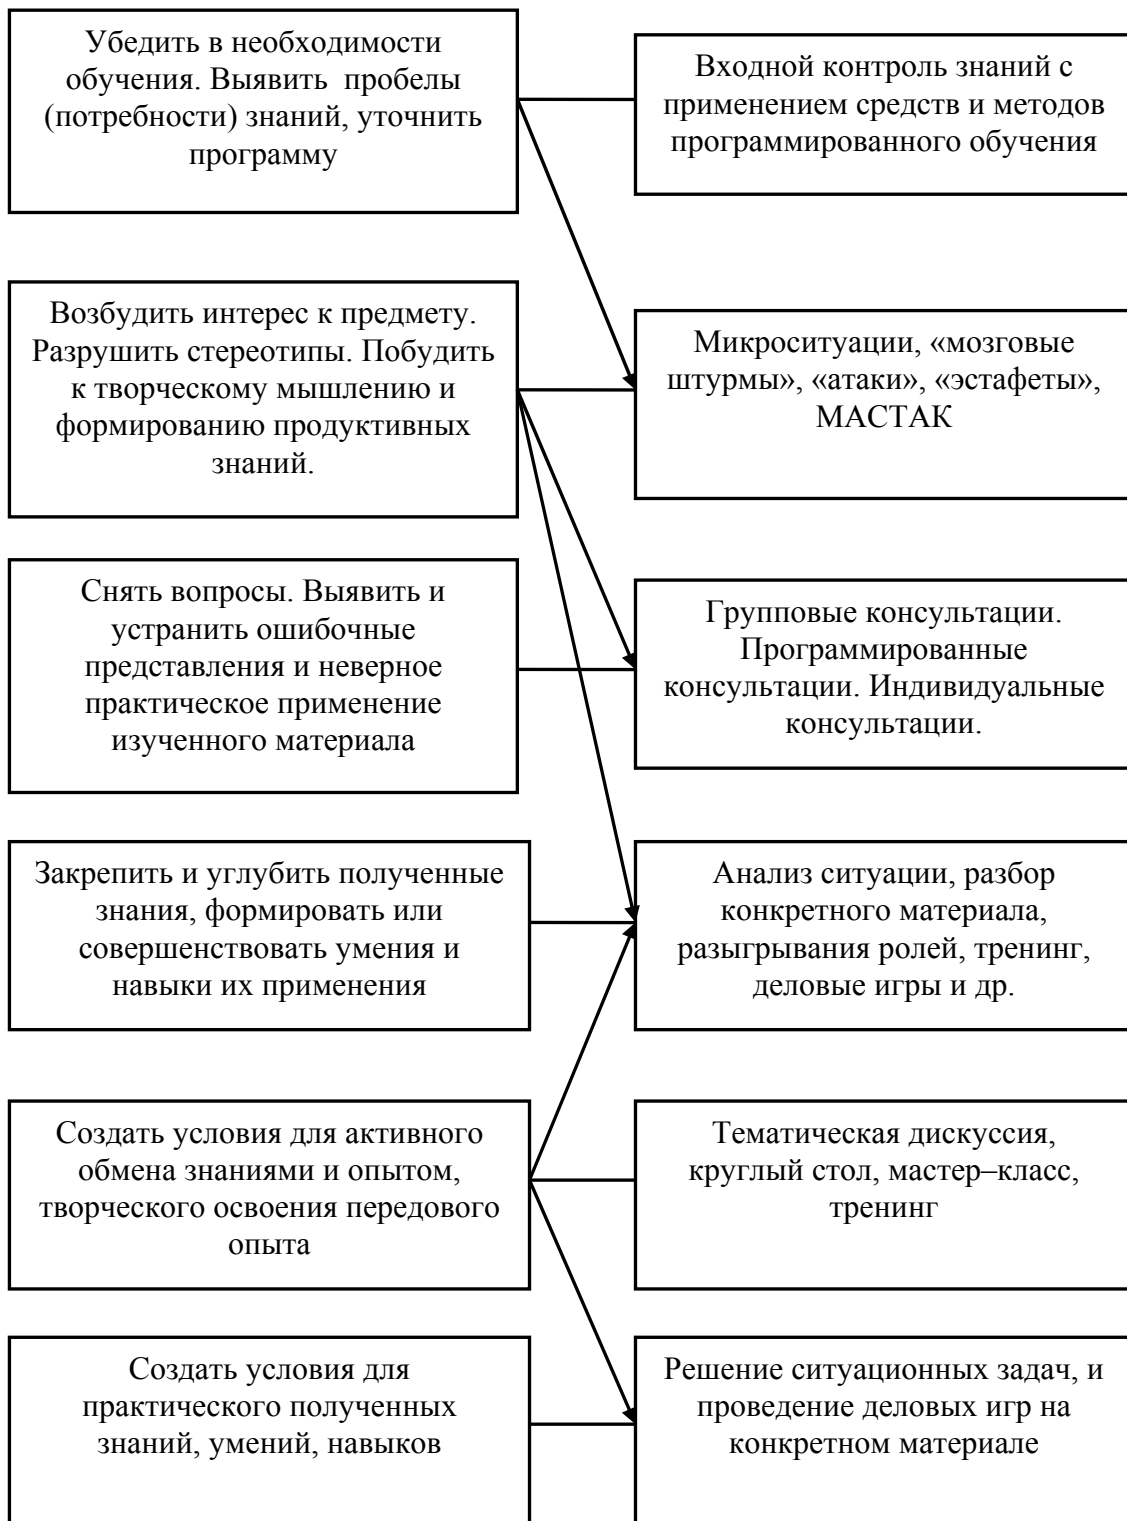 Убедить в необходимости
обучения. Выявить пробелы
(потребности) знаний, уточнить
программу
Входной контроль знаний с
применением средств и методов
программированного обучения
Возбудить интерес к предмету.
Разрушить стереотипы. Побудить
к творческому мышлению и
формированию продуктивных
знаний.
Микроситуации, «мозговые
штурмы», «атаки», «эстафеты»,
МАСТАК
Снять вопросы. Выявить и
устранить ошибочные
представления и неверное
практическое применение
изученного материала
Групповые консультации.
Программированные
консультации. Индивидуальные
консультации.
Закрепить и углубить полученные
знания, формировать или
совершенствовать умения и
навыки их применения
Анализ ситуации, разбор
конкретного материала,
разыгрывания ролей, тренинг,
деловые игры и др.
Создать условия для активного
обмена знаниями и опытом,
творческого освоения передового
опыта
Тематическая дискуссия,
круглый стол, мастер–класс,
тренинг
Создать условия для
практического полученных
знаний, умений, навыков
Решение ситуационных задач, и
проведение деловых игр на
конкретном материале